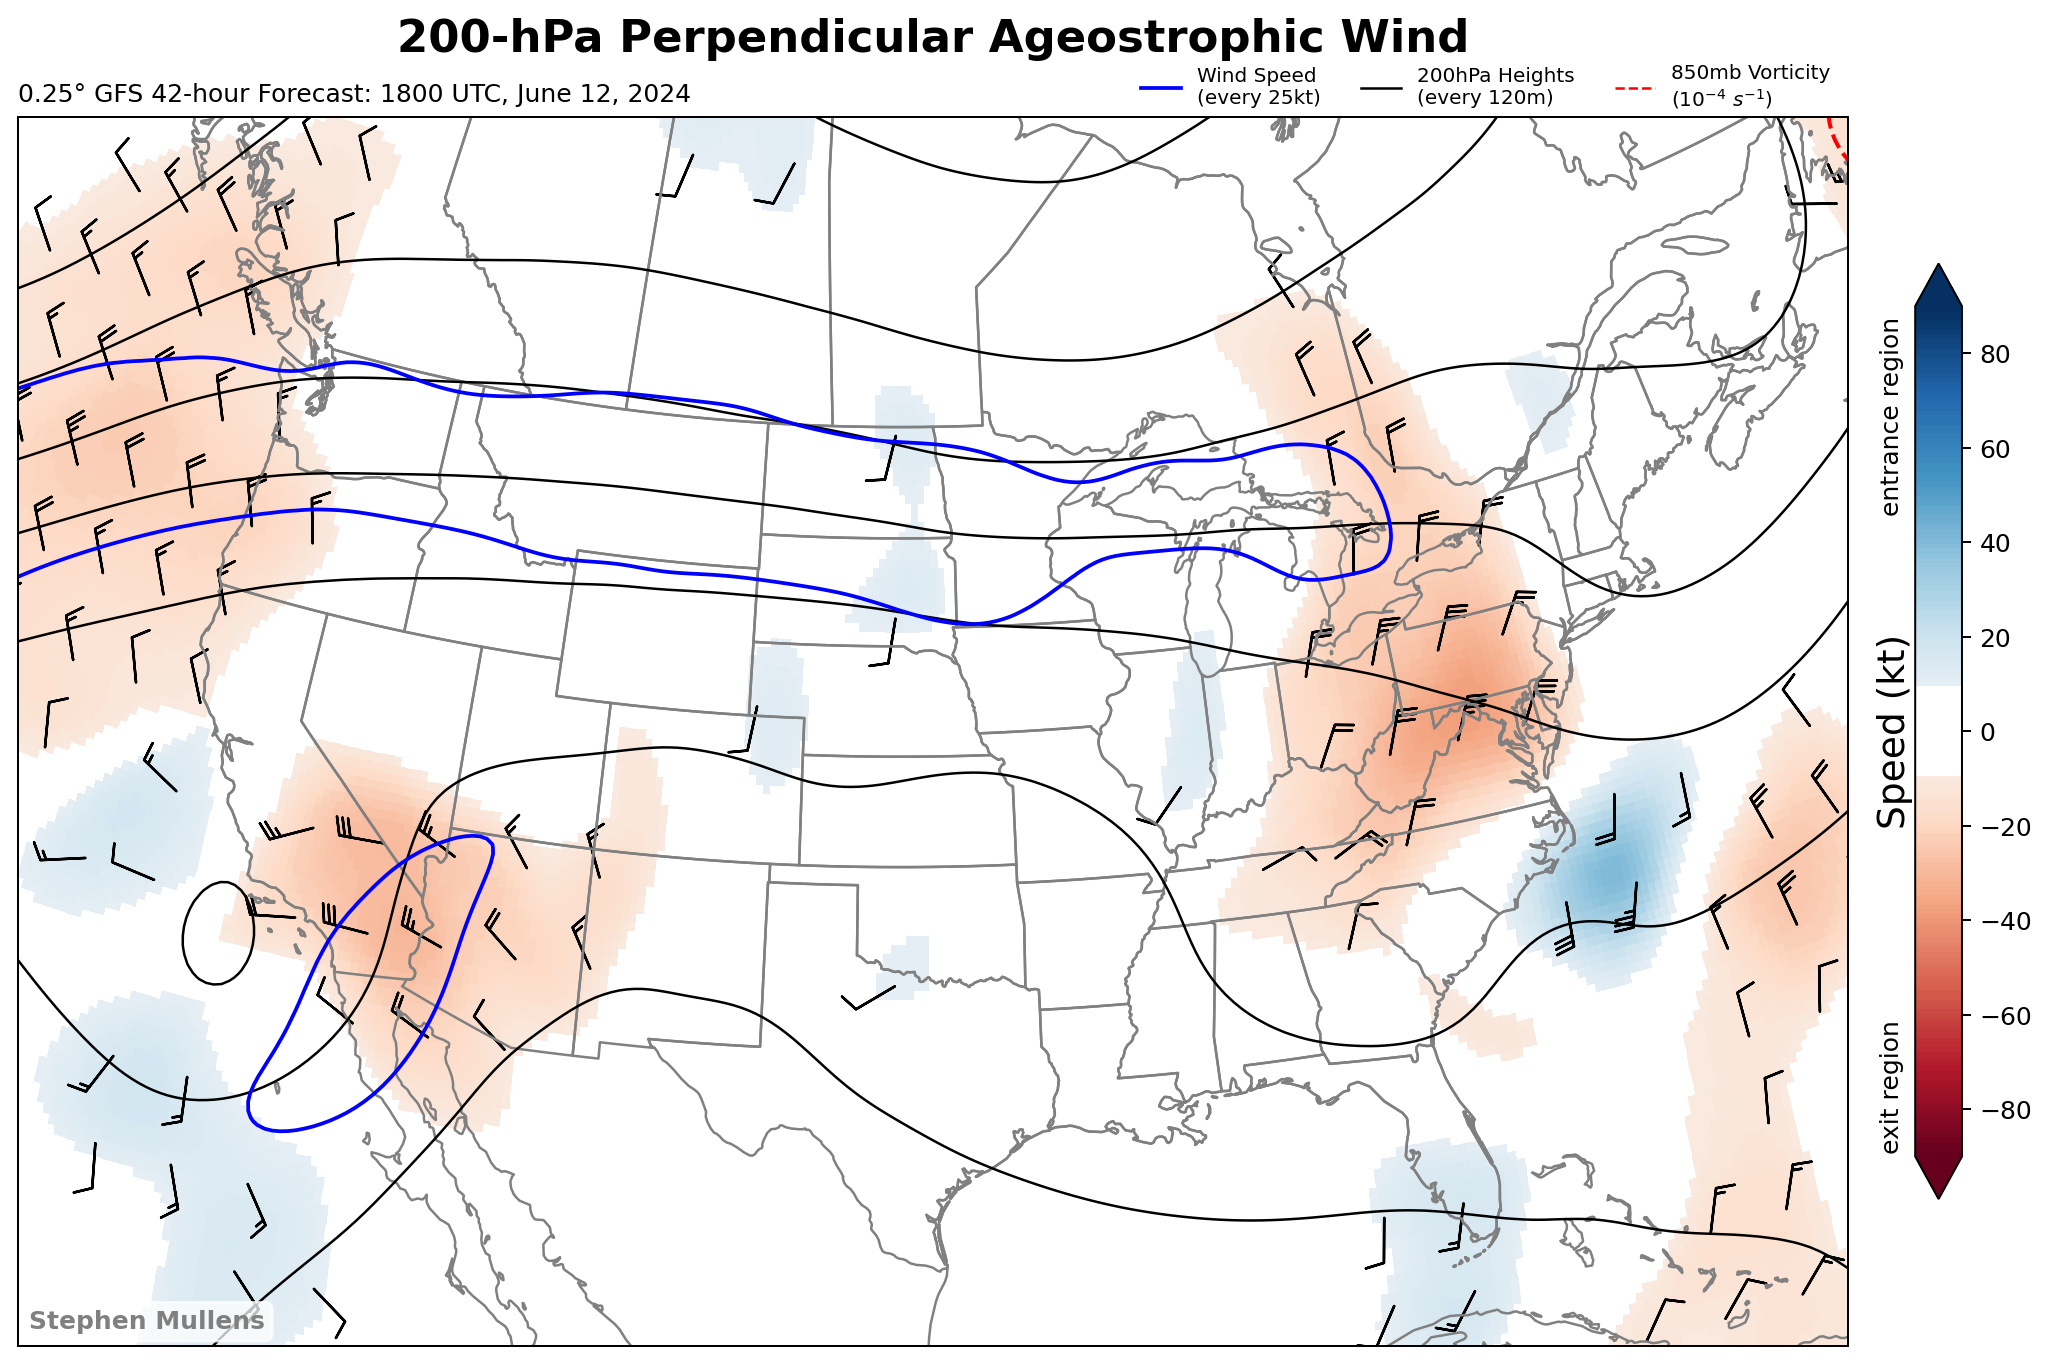 200-hPa Perpendicular Ageostrophic Wind
0.25° GFS 42-hour Forecast: 1800 UTC, June 12, 2024
Wind Speed
(every 25kt)
200hPa Heights
(every 120m)
850mb Vorticity
(10⁻⁴ s⁻¹)
entrance region
Speed (kt)
exit region
80
60
40
20
0
−20
−40
−60
−80
Stephen Mullens